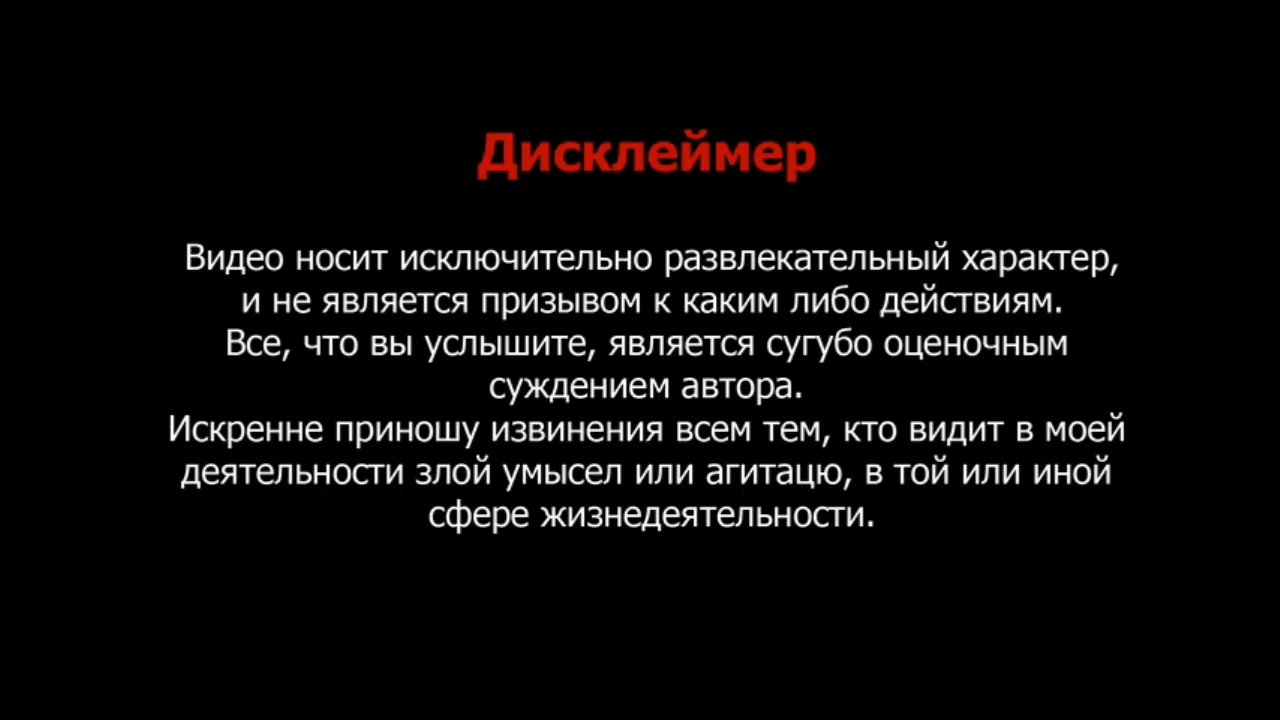 Дисклеймер
Видео носит исключительно развлекательный характер,
и не является призывом к каким либо действиям.
Все, что вы услышите, является сугубо оценочным
суждением автора.
Искренне приношу извинения всем тем, кто видит в моей
деятельности злой умысел или агитацю, в той или иной
сфере жизнедеятельности.